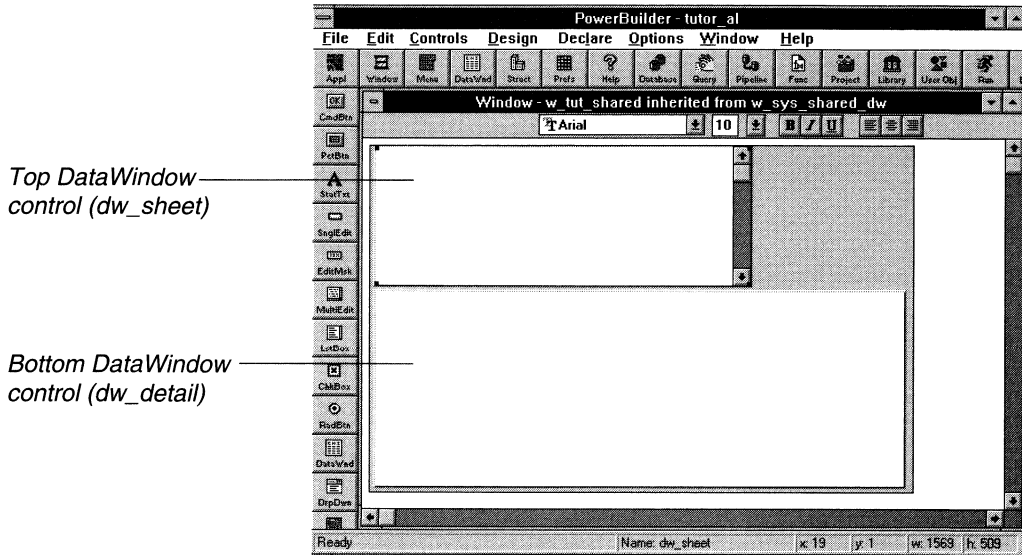 PowerBuilder - tutor_al
File Edit Controls Design Declare Options Window Help
Appl Window Menu DataWnd Struct Prefs Help Database Query Pipeline Func Project Library User Obj Run
CmdBtn
Window - w_tut_shared inherited from w_sys_shared_dw
Arial 10 B I U
PctBtn
Top DataWindow
control (dw_sheet)
A
StatTxt
SnglEdit
EditMsk
MultiEdit
LstBox
Bottom DataWindow
control (dw_detail)
ChkBox
RadBtn
DataWnd
DrpDwn
Ready Name: dw_sheet x: 19 y: 1 w: 1569 h: 509